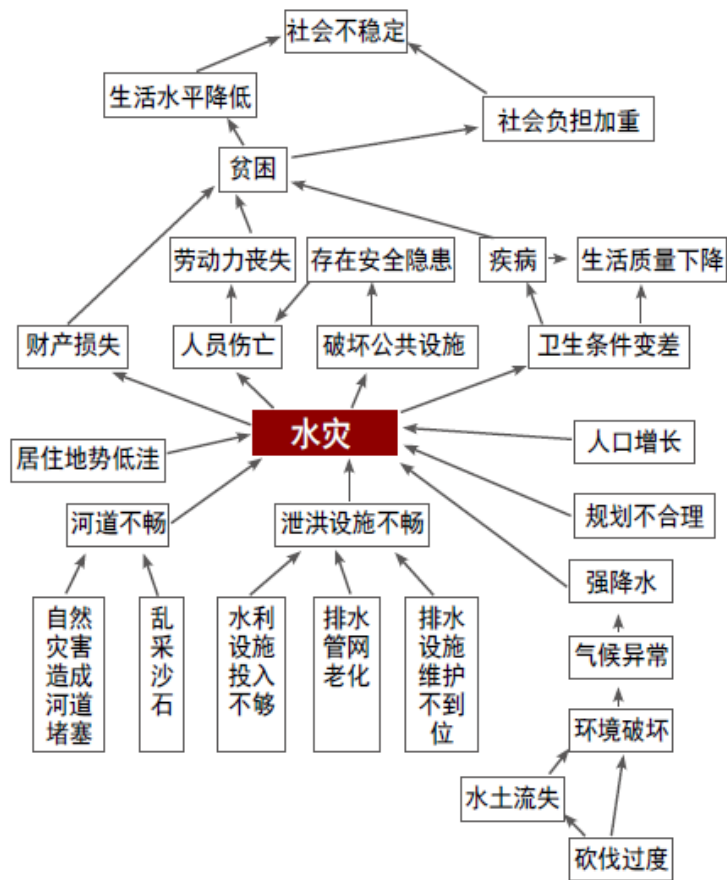 社会不稳定
生活水平降低
社会负担加重
贫困
劳动力丧失
存在安全隐患
疾病
生活质量下降
财产损失
人员伤亡
破坏公共设施
卫生条件变差
水灾
居住地势低洼
人口增长
河道不畅
泄洪设施不畅
规划不合理
强降水
自然
灾害
造成
河道
堵塞
乱
采
沙
石
水利
设施
投入
不够
排水
管网
老化
排水
设施
维护
不到
位
气候异常
环境破坏
水土流失
砍伐过度